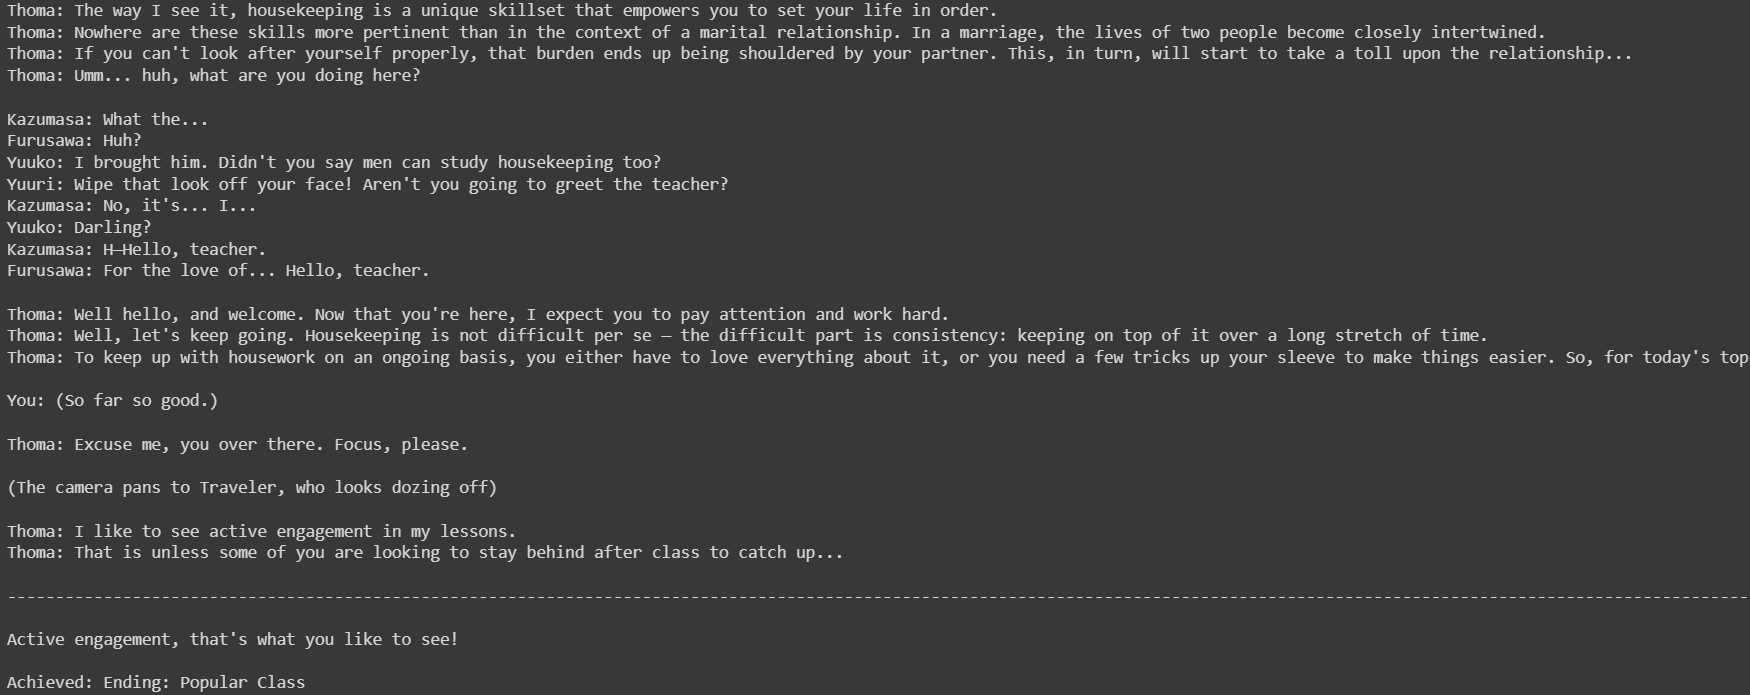 Thoma: The way I see it, housekeeping is a unique skillset that empowers you to set your life in order.
Thoma: Nowhere are these skills more pertinent than in the context of a marital relationship. In a marriage, the lives of two people become closely intertwined.
Thoma: If you can't look after yourself properly, that burden ends up being shouldered by your partner. This, in turn, will start to take a toll upon the relationship...
Thoma: Umm... huh, what are you doing here?
Kazumasa: What the...
Furusawa: Huh?
Yuuko: I brought him. Didn't you say men can study housekeeping too?
Yuuri: Wipe that look off your face! Aren't you going to greet the teacher?
Kazumasa: No, it's... I...
Yuuko: Darling?
Kazumasa: H—Hello, teacher.
Furusawa: For the love of... Hello, teacher.
Thoma: Well hello, and welcome. Now that you're here, I expect you to pay attention and work hard.
Thoma: Well, let's keep going. Housekeeping is not difficult per se — the difficult part is consistency: keeping on top of it over a long stretch of time.
Thoma: To keep up with housework on an ongoing basis, you either have to love everything about it, or you need a few tricks up your sleeve to make things easier. So, for today's top
You: (So far so good.)
Thoma: Excuse me, you over there. Focus, please.
(The camera pans to Traveler, who looks dozing off)
Thoma: I like to see active engagement in my lessons.
Thoma: That is unless some of you are looking to stay behind after class to catch up...
Active engagement, that's what you like to see!
Achieved: Ending: Popular Class